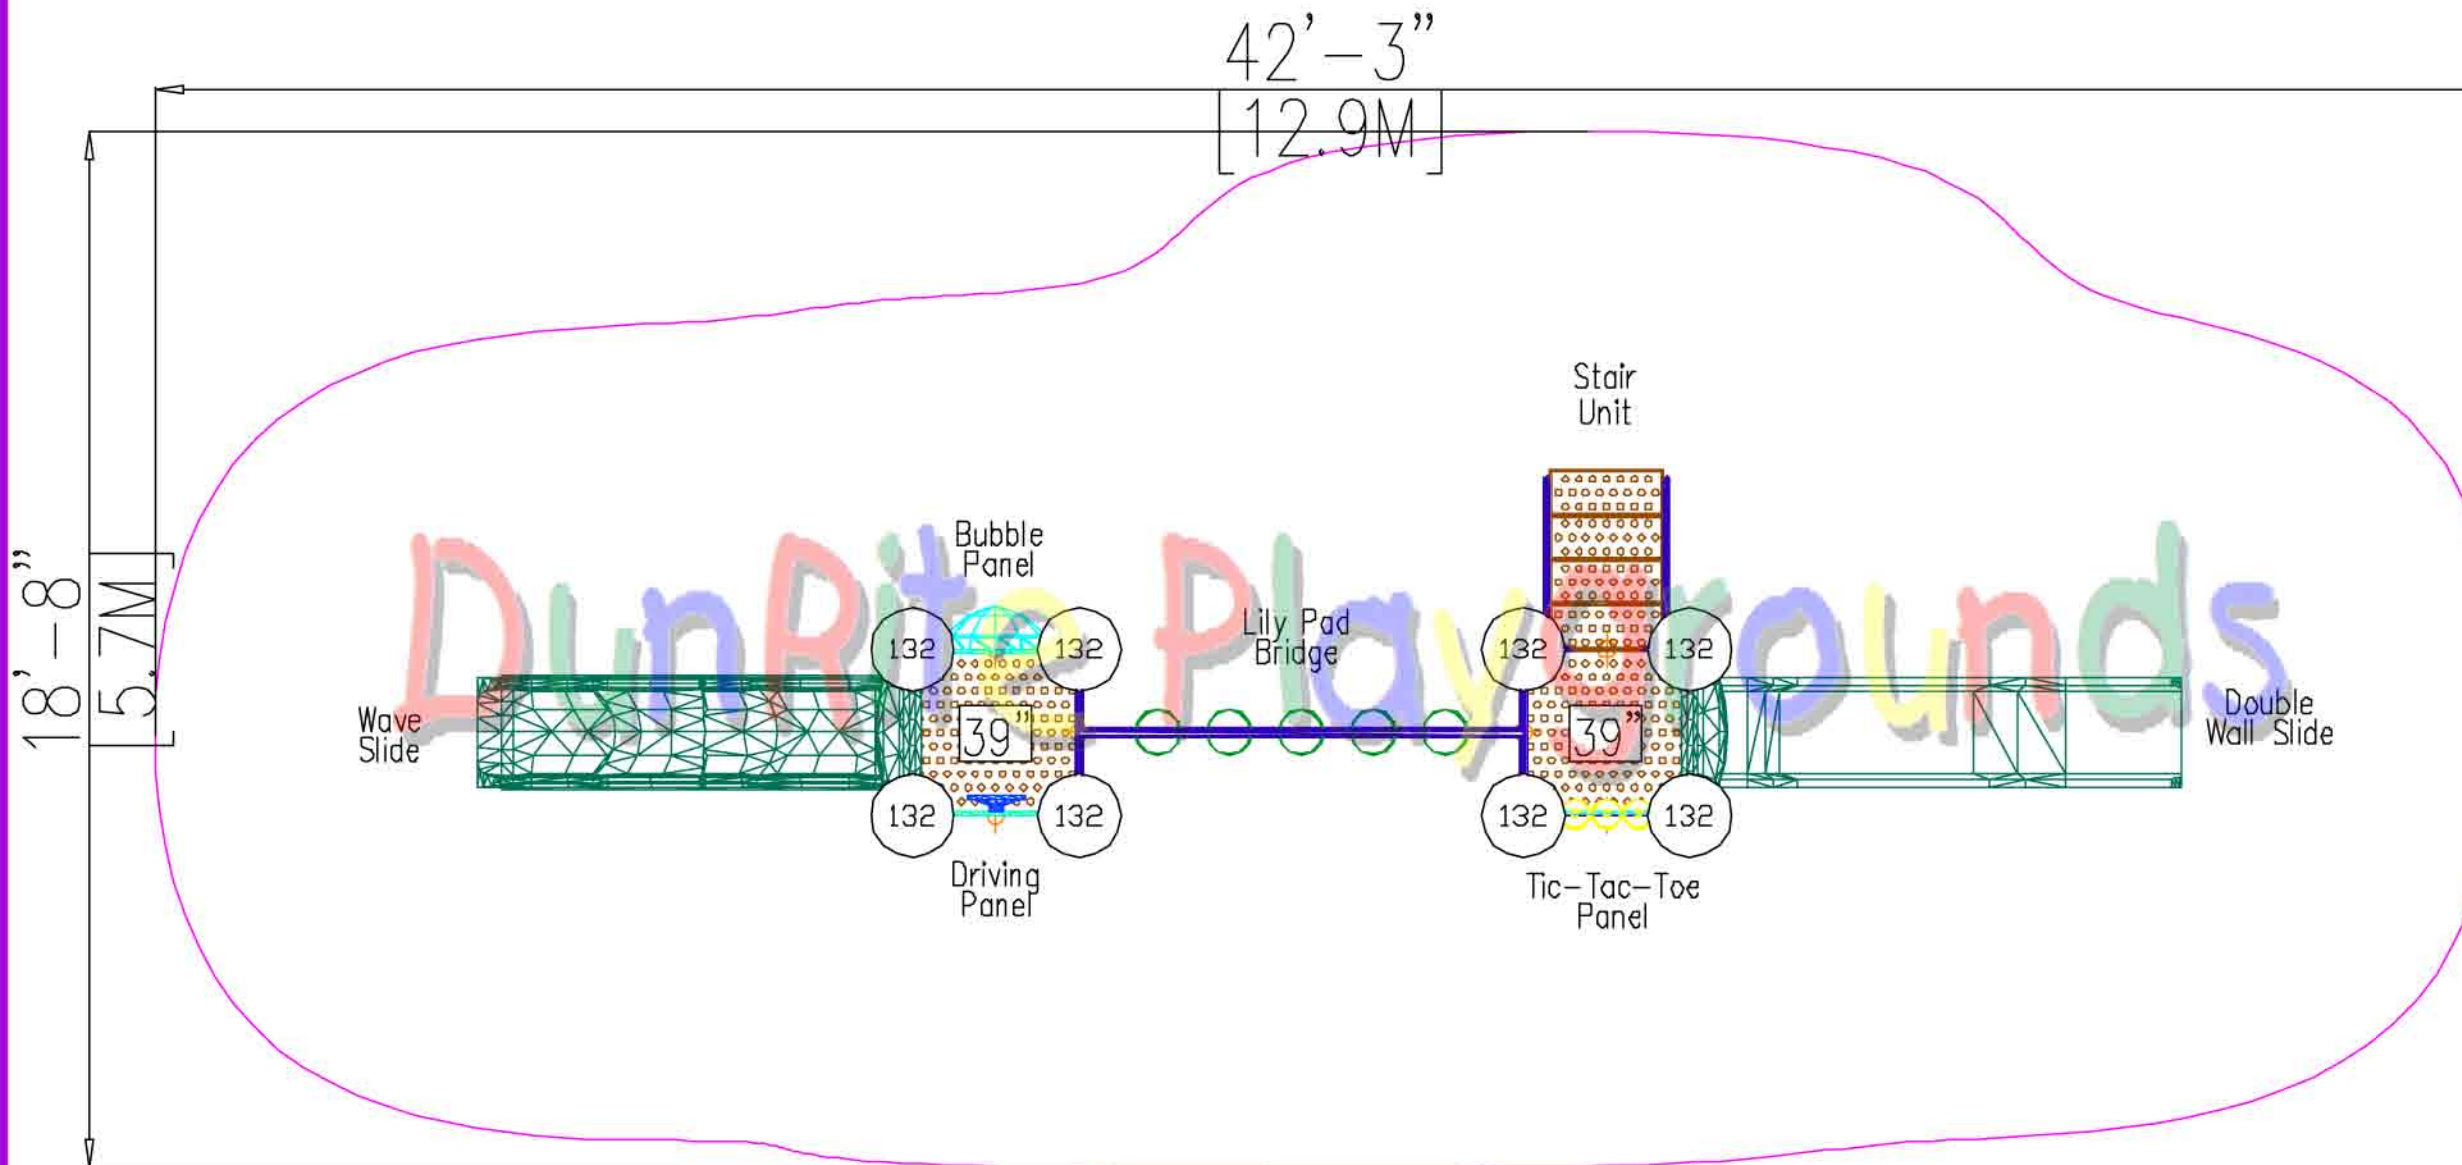 42'-3"
[12.9M]
18'-8"
5.7M
Stair
Unit
Bubble
Panel
Lily Pad
Bridge
DunRite Playgrounds
132
132
132
132
Wave
Slide
39"
39"
Double
Wall Slide
132
132
132
132
Driving
Panel
Tic-Tac-Toe
Panel